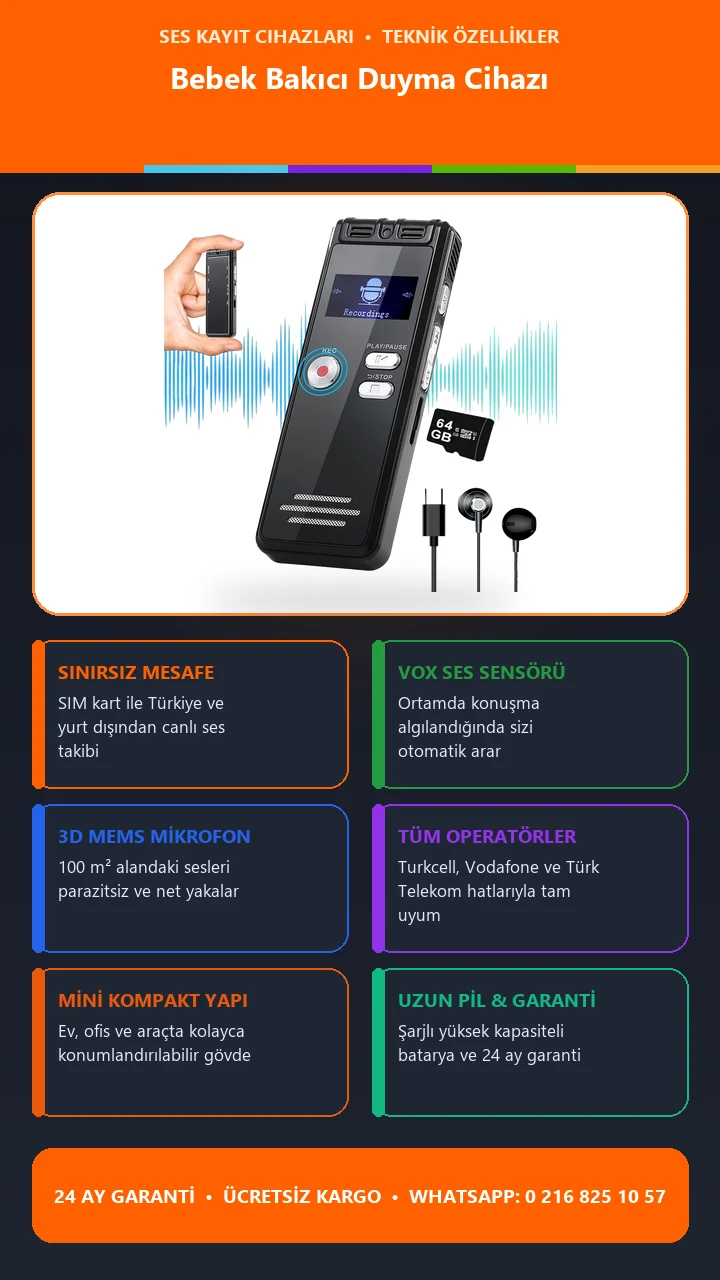 SES KAYIT CIHAZLARI • TEKNİK ÖZELLİKLER
Bebek Bakıcı Duyma Cihazı
Recordings
REC
PLAY/PAUSE
/STOP
64
GB
SINIRSIZ MESAFE
SIM kart ile Türkiye ve
yurt dışından canlı ses
takibi
VOX SES SENSÖRÜ
Ortamda konuşma
algılandığında sizi
otomatik arar
3D MEMS MİKROFON
100 m² alandaki sesleri
parazitsiz ve net yakalar
TÜM OPERATÖRLER
Turkcell, Vodafone ve Türk
Telekom hatlarıyla tam
uyum
MİNİ KOMPAKT YAPI
Ev, ofis ve araçta kolayca
konumlandırılabilir gövde
UZUN PİL & GARANTİ
Şarjlı yüksek kapasiteli
batarya ve 24 ay garanti
24 AY GARANTİ • ÜCRETSİZ KARGO • WHATSAPP: 0 216 825 10 57